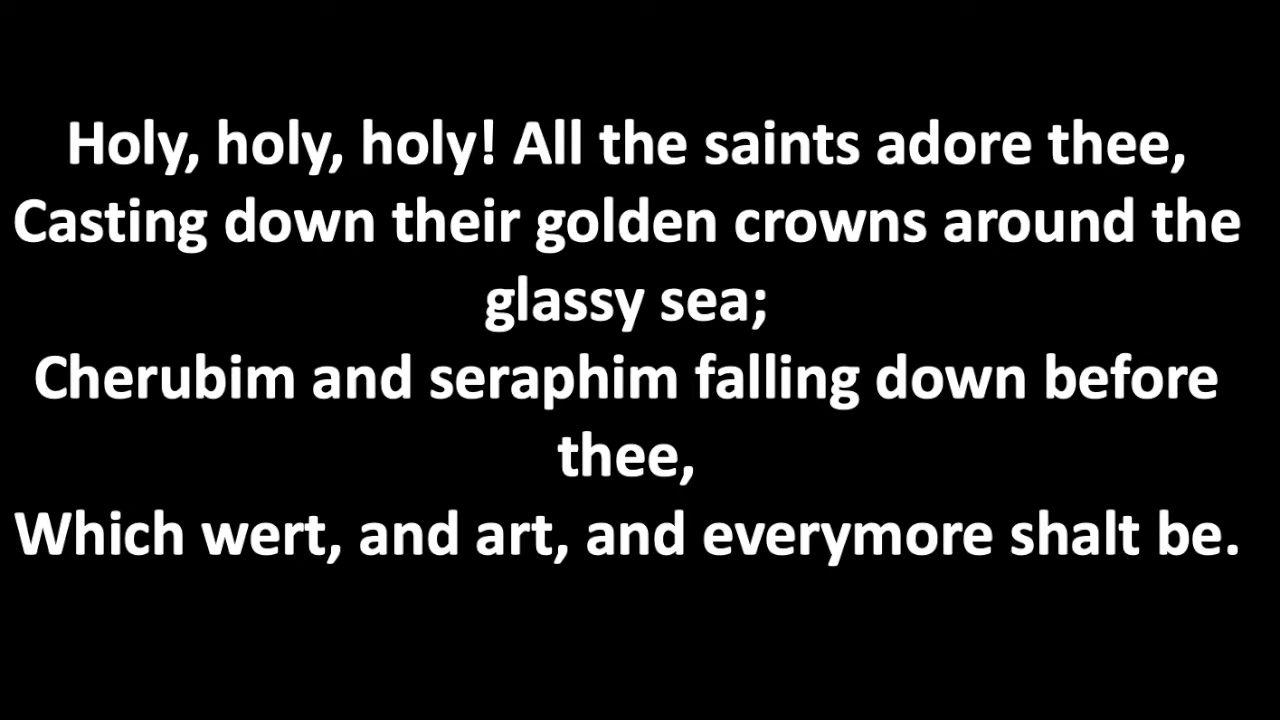 Holy, holy, holy! All the saints adore thee,
Casting down their golden crowns around the
glassy sea;
Cherubim and seraphim falling down before
thee,
Which wert, and art, and everymore shalt be.